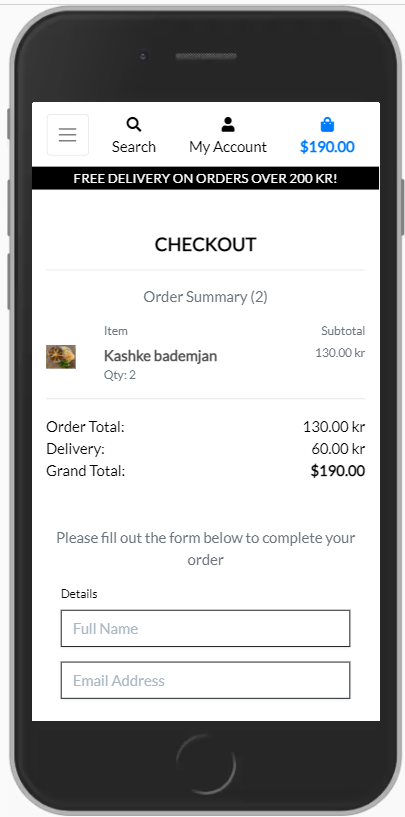 Search
My Account
$190.00
FREE DELIVERY ON ORDERS OVER 200 KR!
CHECKOUT
Order Summary (2)
Item Subtotal
Kashke bademjan 130.00 kr
Qty: 2
Order Total: 130.00 kr
Delivery: 60.00 kr
Grand Total: $190.00
Please fill out the form below to complete your
order
Details
Full Name
Email Address